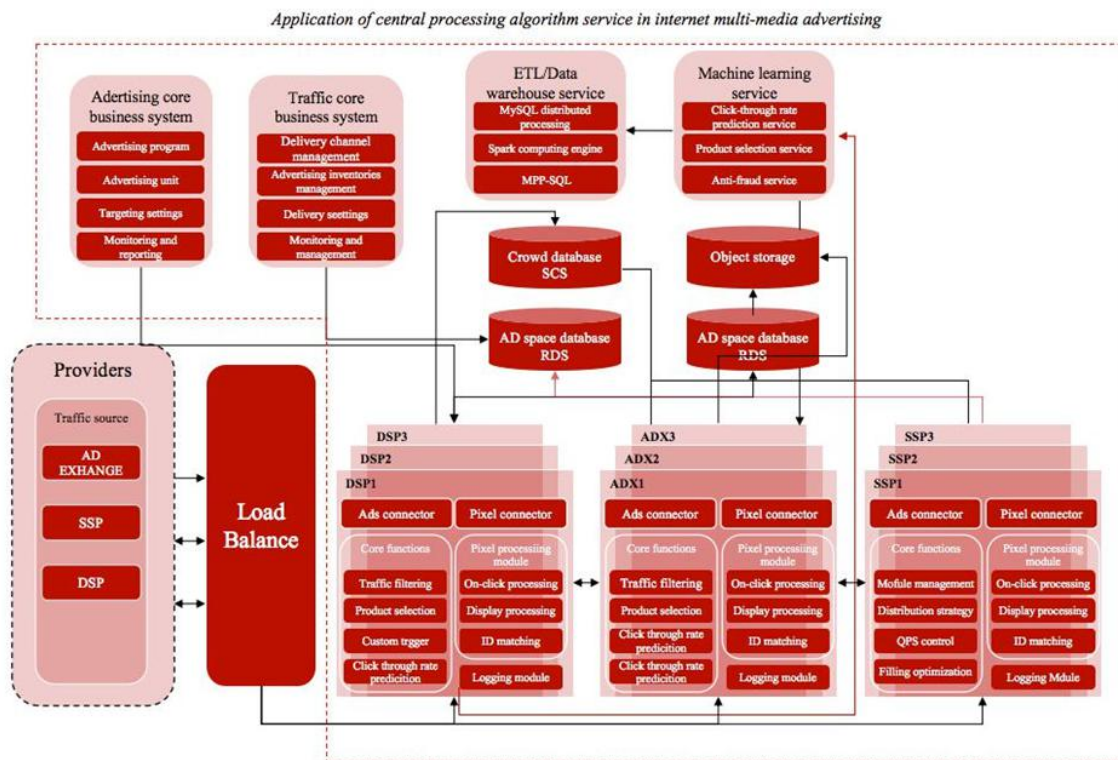 Application of central processing algorithm service in internet multi-media advertising
Adertising core
business system
Advertising program
Advertising unit
Targeting settings
Monitoring and
reporting
Traffic core
business system
Delivery channel
management
Advertising inventories
management
Delivery seettings
Monitoring and
management
ETL/Data
warehouse service
MySQL distributed
processing
Spark computing engine
MPP-SQL
Machine learning
service
Click-through rate
prediction service
Product selection service
Anti-fraud service
Crowd database
SCS
Object storage
AD space database
RDS
AD space database
RDS
Providers
Traffic source
AD
EXHANGE
SSP
DSP
Load
Balance
DSP3
DSP2
DSP1
Ads connector
Pixel connector
Core functions
Traffic filtering
Product selection
Custom trgger
Click through rate
predicition
Pixel processiing
module
On-click processing
Display processing
ID matching
Logging module
ADX3
ADX2
ADX1
Ads connector
Pixel connector
Core functions
Traffic filtering
Product selection
Click through rate
predicition
Click through rate
predicition
Pixel processiing
module
On-click processing
Display processing
ID matching
Logging module
SSP3
SSP2
SSP1
Ads connector
Pixel connector
Core functions
Mofule management
Distribution strategy
QPS control
Filling optimization
Pixel processiing
module
On-click processing
Display processing
ID matching
Logging Mdule